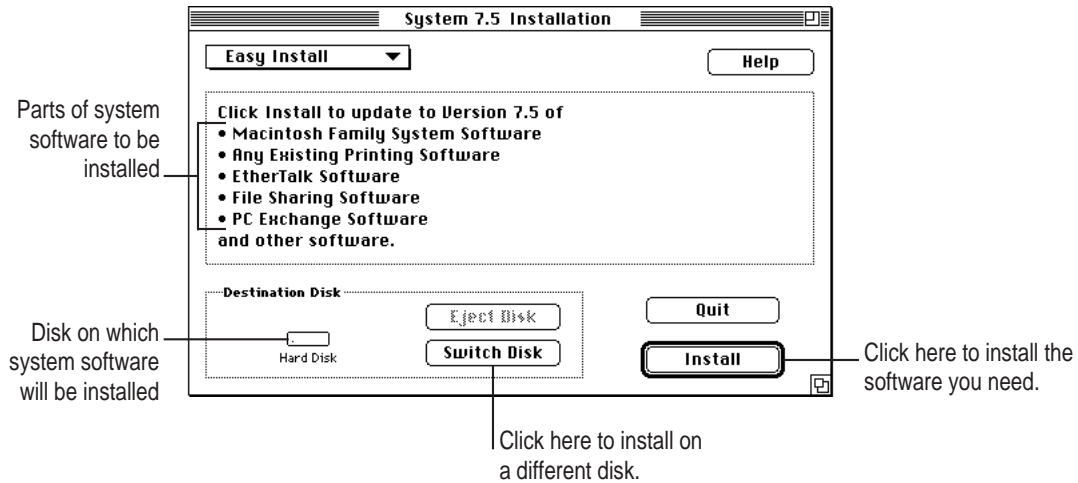 System 7.5 Installation
Easy Install
Help
Parts of system
software to be
installed
Click Install to update to Version 7.5 of
• Macintosh Family System Software
• Any Existing Printing Software
• EtherTalk Software
• File Sharing Software
• PC Exchange Software
and other software.
Destination Disk
Eject Disk
Quit
Disk on which
system software
will be installed
Hard Disk
Switch Disk
Install
Click here to install the
software you need.
Click here to install on
a different disk.